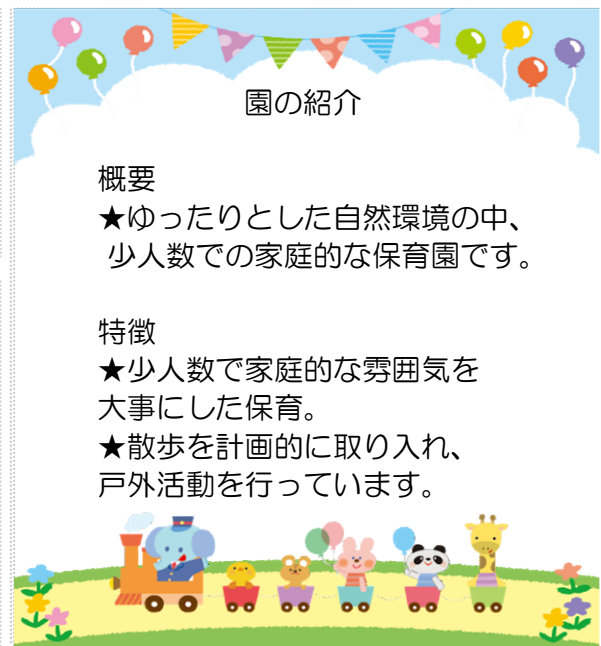 園の紹介
概要
★ゆったりとした自然環境の中、
少人数での家庭的な保育園です。
特徴
★少人数で家庭的な雰囲気を
大事にした保育。
★散歩を計画的に取り入れ、
戸外活動を行っています。